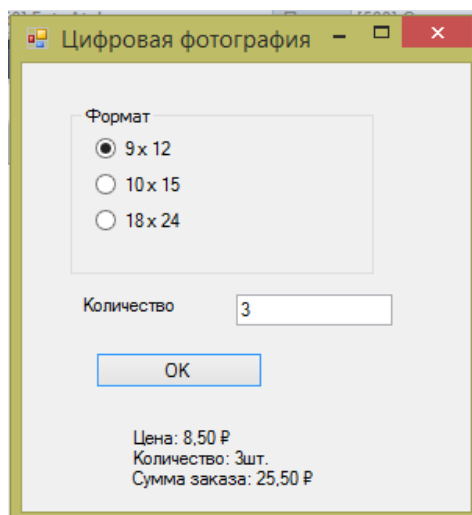 Цифровая фотография
Формат
9 x 12
10 x 15
18 x 24
Количество
3
OK
Цена: 8,50 ₽
Количество: 3шт.
Сумма заказа: 25,50 ₽